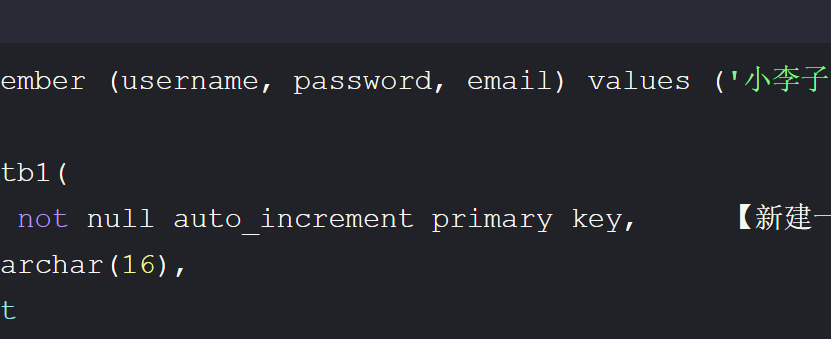 ember (username, password, email) values ('小李子
tb1(
not null auto_increment primary key, 【新建一
archar(16),
t